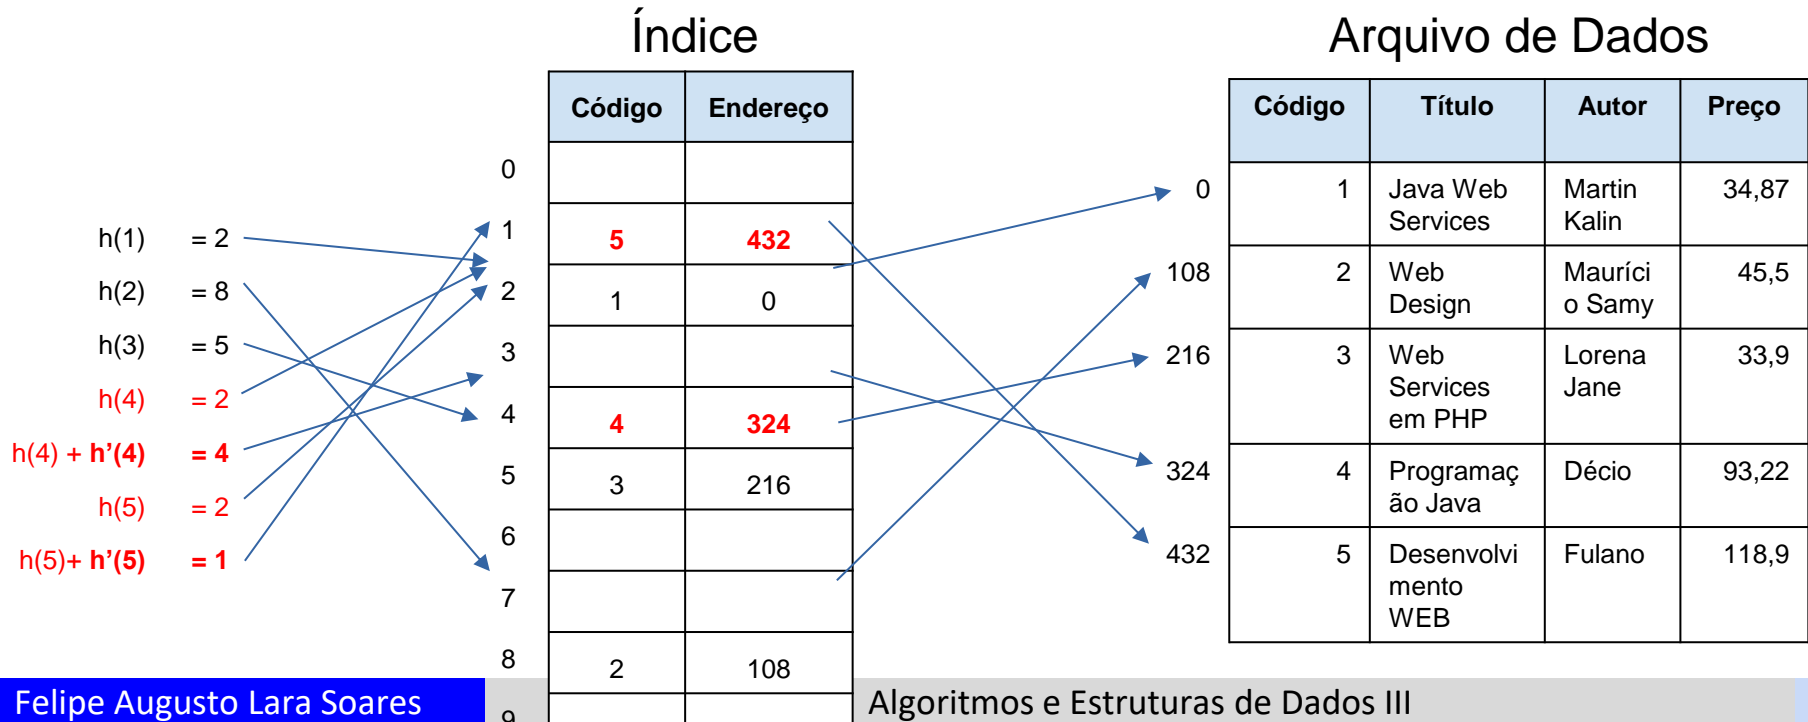 Índice
Arquivo de Dados
Código Endereço
0
1 5 432
2 1 0
3
4 4 324
5 3 216
6
7
8 2 108
9
h(1) = 2
h(2) = 8
h(3) = 5
h(4) = 2
h(4) + h’(4) = 4
h(5) = 2
h(5)+ h’(5) = 1
Código Título Autor Preço
0 1 Java Web Martin 34,87
Services Kalin
108 2 Web Mauríci 45,5
Design o Samy
216 3 Web Lorena 33,9
Services Jane
em PHP
324 4 Programaç Décio 93,22
ão Java
432 5 Desenvolvi Fulano 118,9
mento
WEB
Felipe Augusto Lara Soares
Algoritmos e Estruturas de Dados III